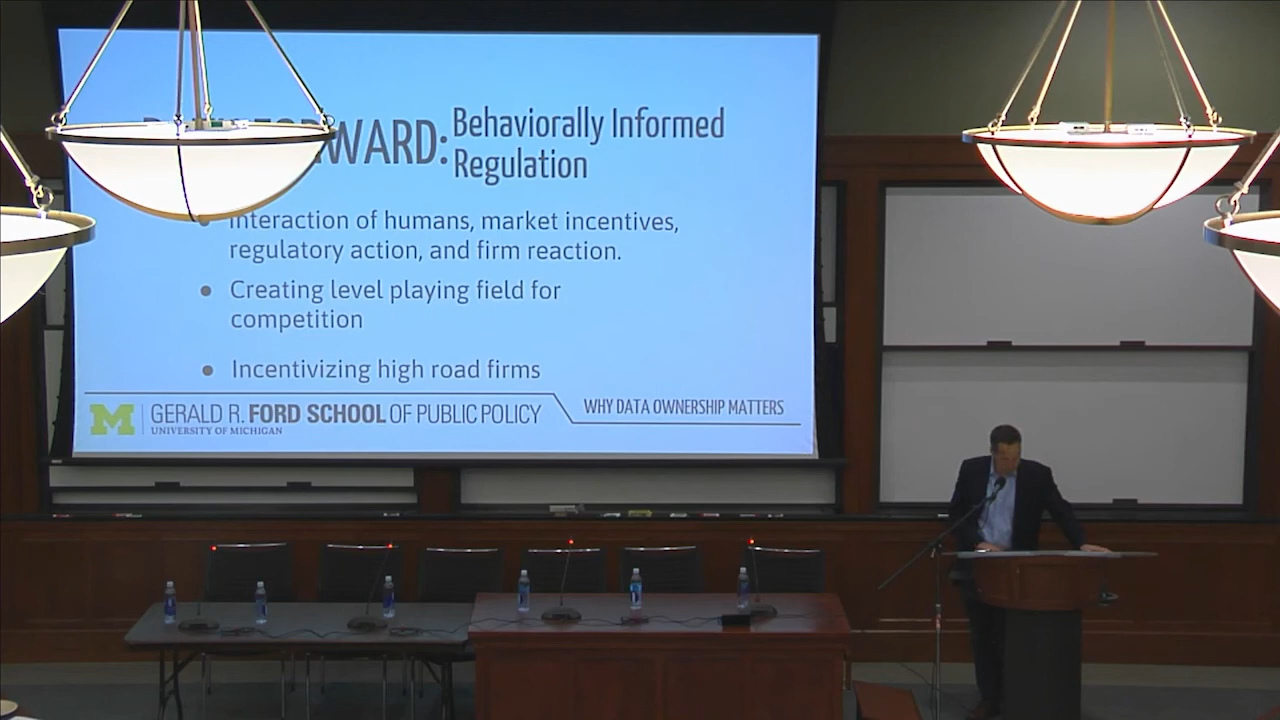 WARD: Behaviorally Informed
Regulation
Interaction of humans, market incentives,
regulatory action, and firm reaction.
Creating level playing field for
competition
Incentivizing high road firms
M GERALD R. FORD SCHOOL OF PUBLIC POLICY
UNIVERSITY OF MICHIGAN
WHY DATA OWNERSHIP MATTERS